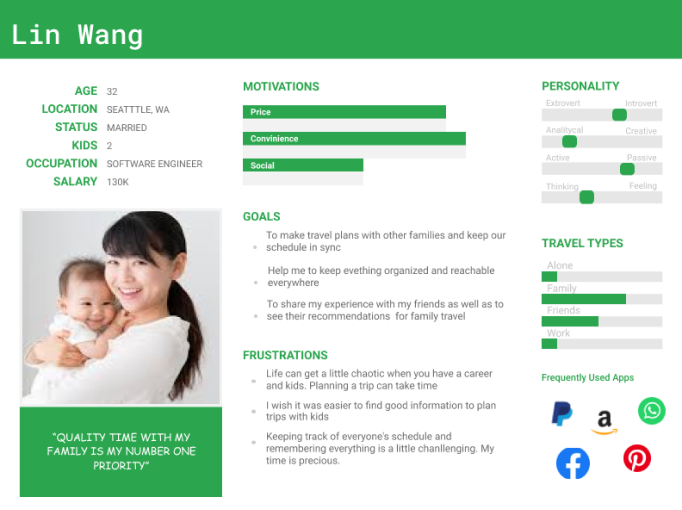 Lin Wang
AGE 32
LOCATION SEATTTLE, WA
STATUS MARRIED
KIDS 2
OCCUPATION SOFTWARE ENGINEER
SALARY 130K
"QUALITY TIME WITH MY
FAMILY IS MY NUMBER ONE
PRIORITY"
MOTIVATIONS
Price
Convinience
Social
GOALS
To make travel plans with other families and keep our
schedule in sync
Help me to keep evething organized and reachable
everywhere
To share my experience with my friends as well as to
see their recommendations for family travel
FRUSTRATIONS
Life can get a little chaotic when you have a career
and kids. Planning a trip can take time
I wish it was easier to find good information to plan
trips with kids
Keeping track of everyone's schedule and
remembering everything is a little chanllenging. My
time is precious.
PERSONALITY
Extrovert Introvert
Analitycal Creative
Active Passive
Thinking Feeling
TRAVEL TYPES
Alone
Family
Friends
Work
Frequently Used Apps